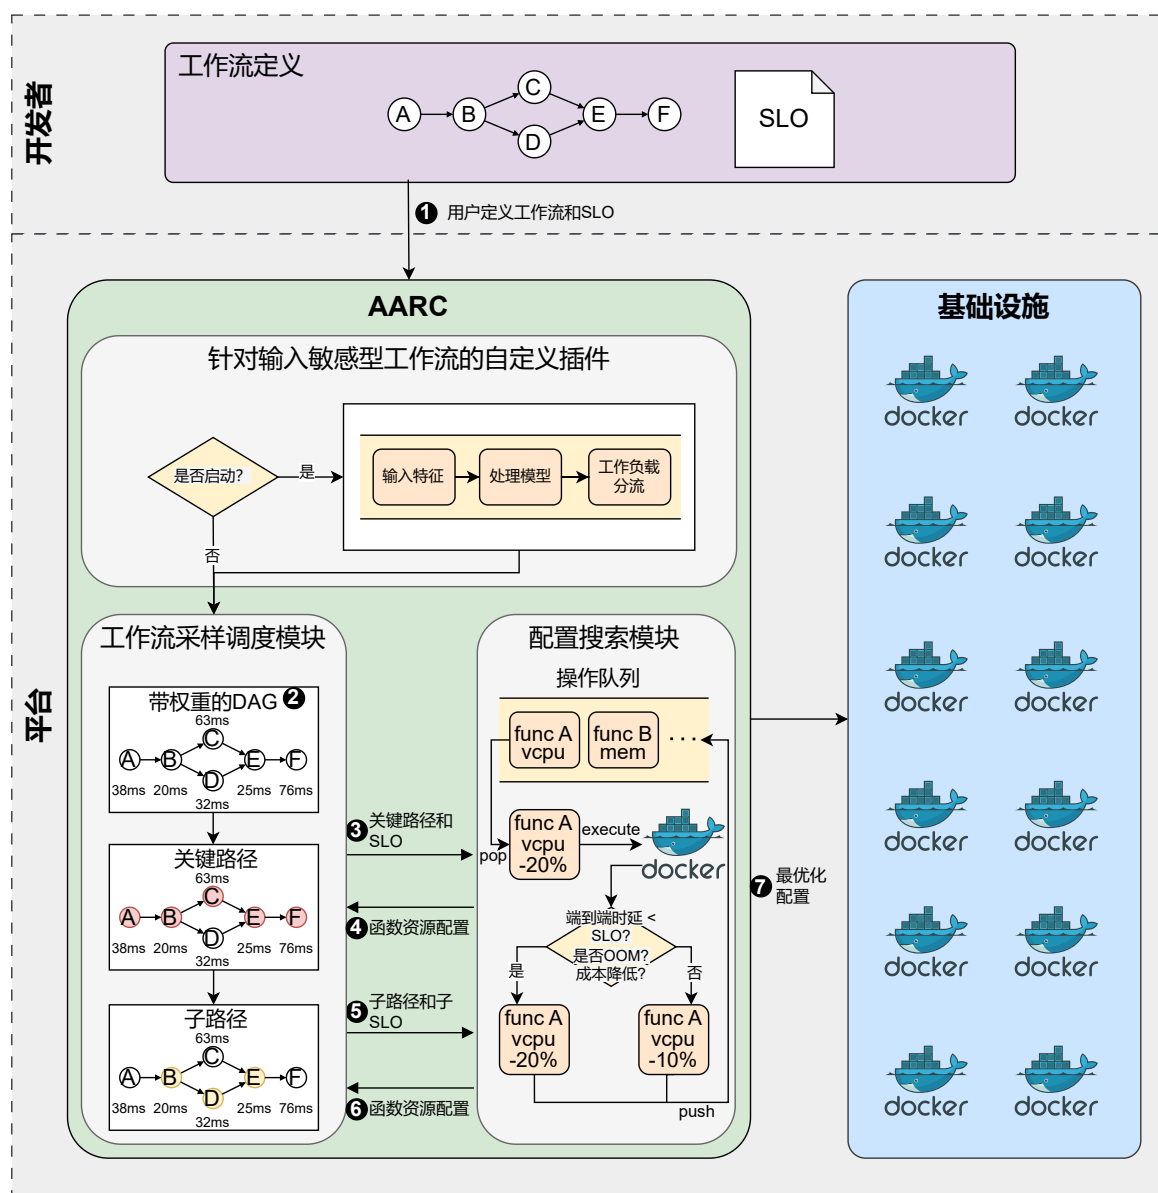 开发者
工作流定义
A
B
C
D
E
F
SLO
1 用户定义工作流和SLO
平台
AARC
针对输入敏感型工作流的自定义插件
是否启动?
是
否
输入特征
处理模型
工作负载
分流
工作流采样调度模块
带权重的DAG 2
63ms
A
B
C
D
E
F
38ms
20ms
32ms
25ms
76ms
关键路径
63ms
A
B
C
D
E
F
38ms
20ms
32ms
25ms
76ms
子路径
63ms
A
B
C
D
E
F
38ms
20ms
32ms
25ms
76ms
3 关键路径和
SLO
4 函数资源配置
5 子路径和子
SLO
6 函数资源配置
配置搜索模块
操作队列
func A
vcpu
func B
mem
···
pop
func A
vcpu
-20%
execute
docker
端到端时延 <
SLO?
是否OOM?
成本降低?
是
否
func A
vcpu
-20%
func A
vcpu
-10%
push
7 最优化
配置
基础设施
docker
docker
docker
docker
docker
docker
docker
docker
docker
docker
docker
docker